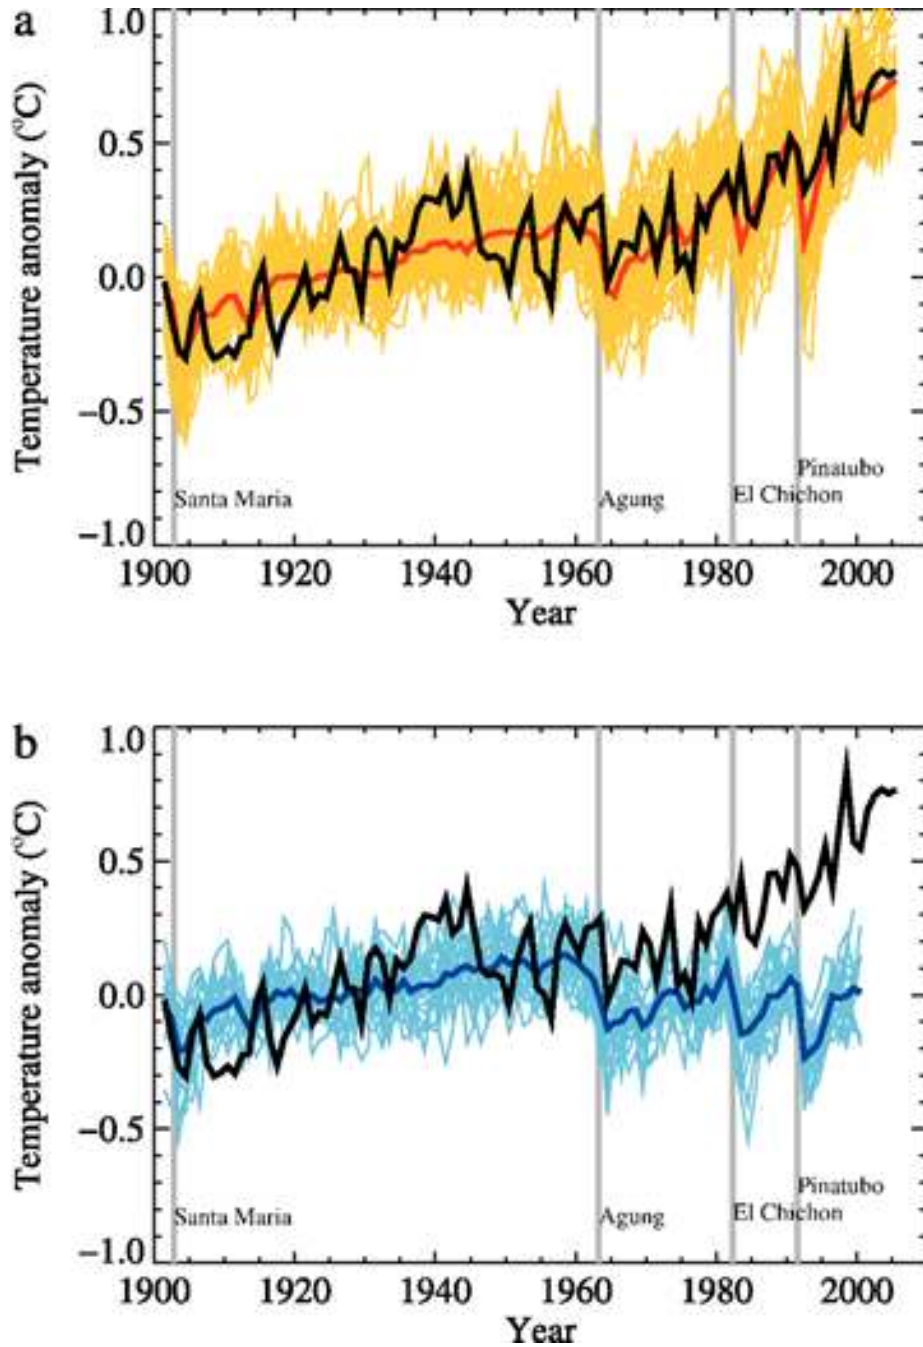 a
Temperature anomaly (°C)
1.0
0.5
0.0
−0.5
−1.0
Pinatubo
Santa Maria
Agung
El Chichon
1900
1920
1940
1960
1980
2000
Year
b
Temperature anomaly (°C)
1.0
0.5
0.0
−0.5
−1.0
Pinatubo
Santa Maria
Agung
El Chichon
1900
1920
1940
1960
1980
2000
Year